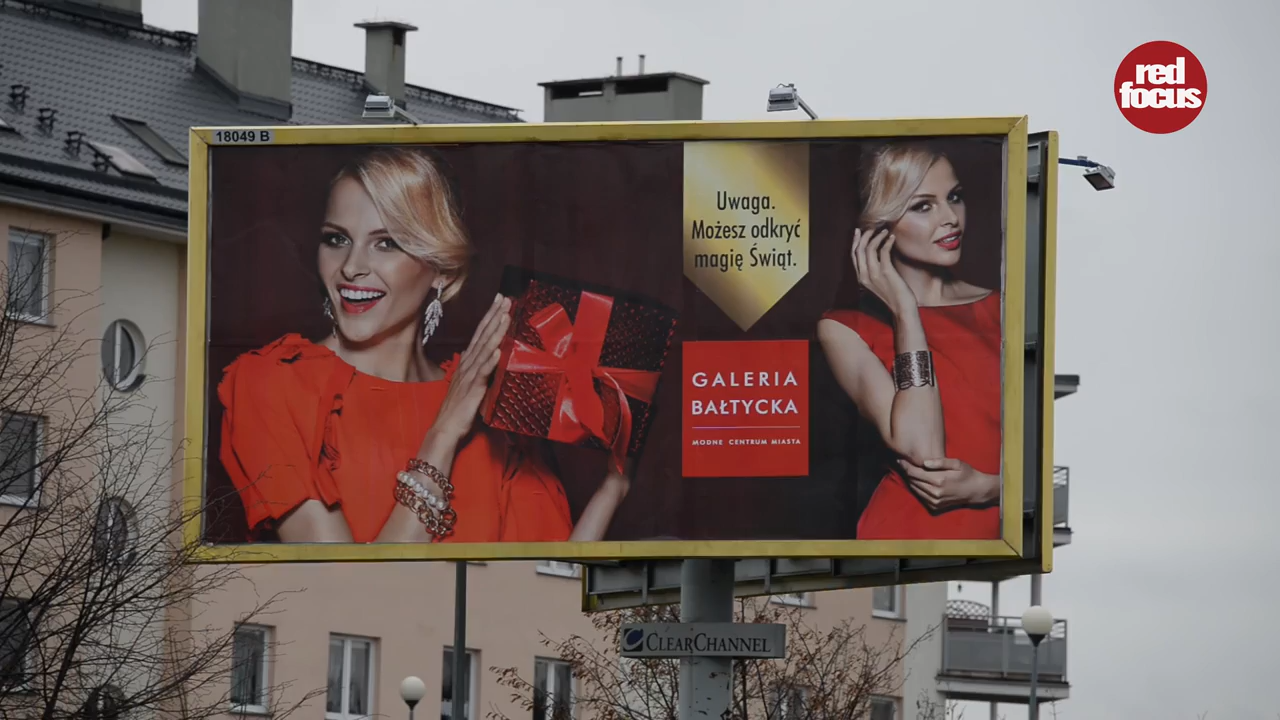 red
focus
18049 B
Uwaga.
Możesz odkryć
magię Świąt.
GALERIA
BAŁTYCKA
MODNE CENTRUM MIASTA
CLEARCHANNEL